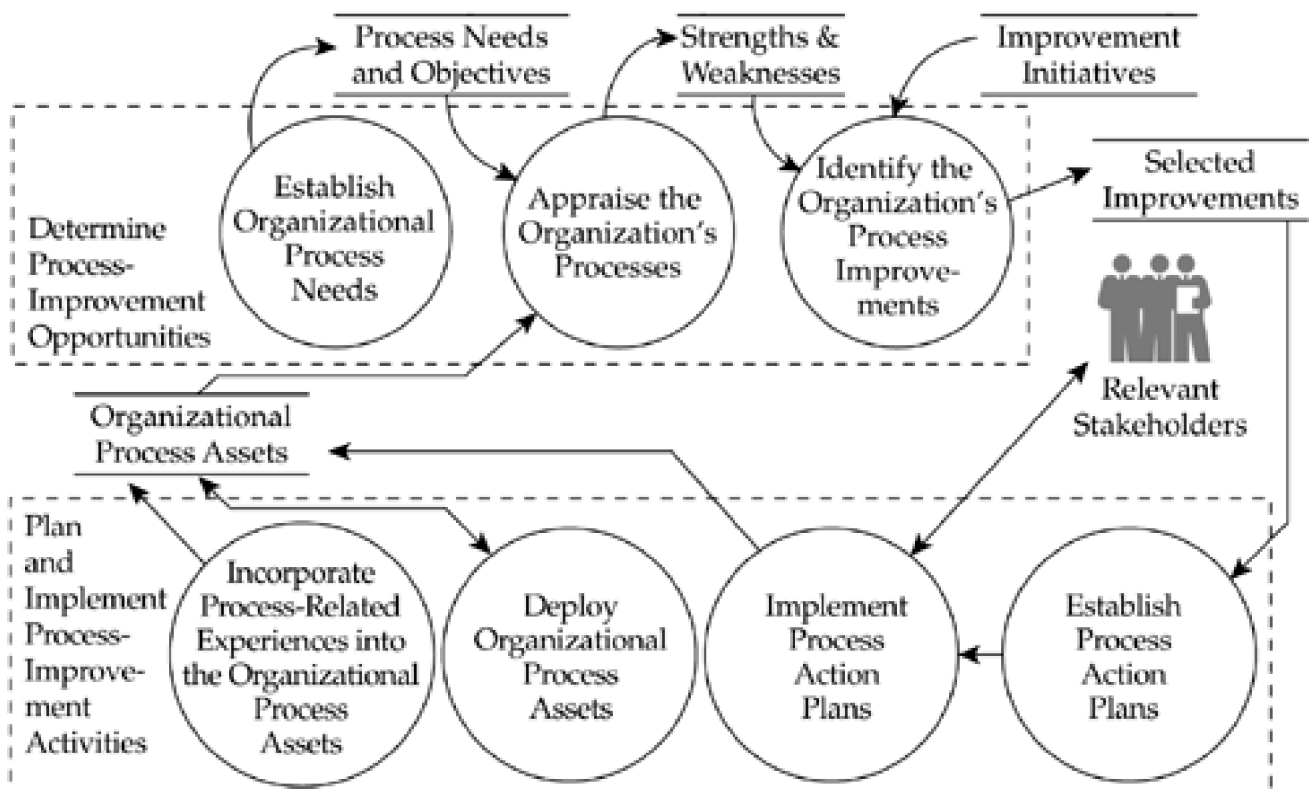 Process Needs
and Objectives
Strengths &
Weaknesses
Improvement
Initiatives
Determine
Process-
Improvement
Opportunities
Establish
Organizational
Process
Needs
Appraise the
Organization's
Processes
Identify the
Organization's
Process
Improve-
ments
Selected
Improvements
Relevant
Stakeholders
Organizational
Process Assets
Plan
and
Implement
Process-
Improve-
ment
Activities
Incorporate
Process-Related
Experiences into
the Organizational
Process
Assets
Deploy
Organizational
Process
Assets
Implement
Process
Action
Plans
Establish
Process
Action
Plans